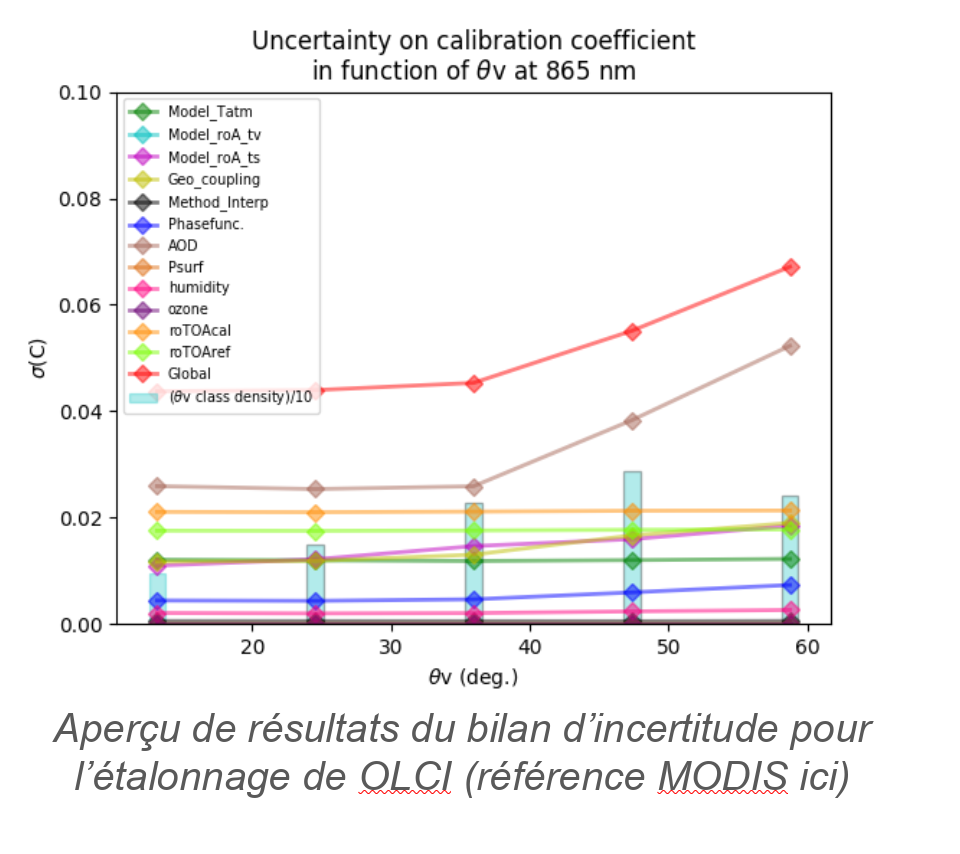 Uncertainty on calibration coefficient
in function of θv at 865 nm
0.10
0.08
0.06
0.04
0.02
0.00
σ(C)
Model_Tatm
Model_roA_tv
Model_roA_ts
Geo_coupling
Method_Interp
Phasefunc.
AOD
Psurf
humidity
ozone
roTOAcal
roTOAref
Global
(θv class density)/10
20 30 40 50 60
θv (deg.)
Aperçu de résultats du bilan d’incertitude pour
l’étalonnage de OLCI (référence MODIS ici)